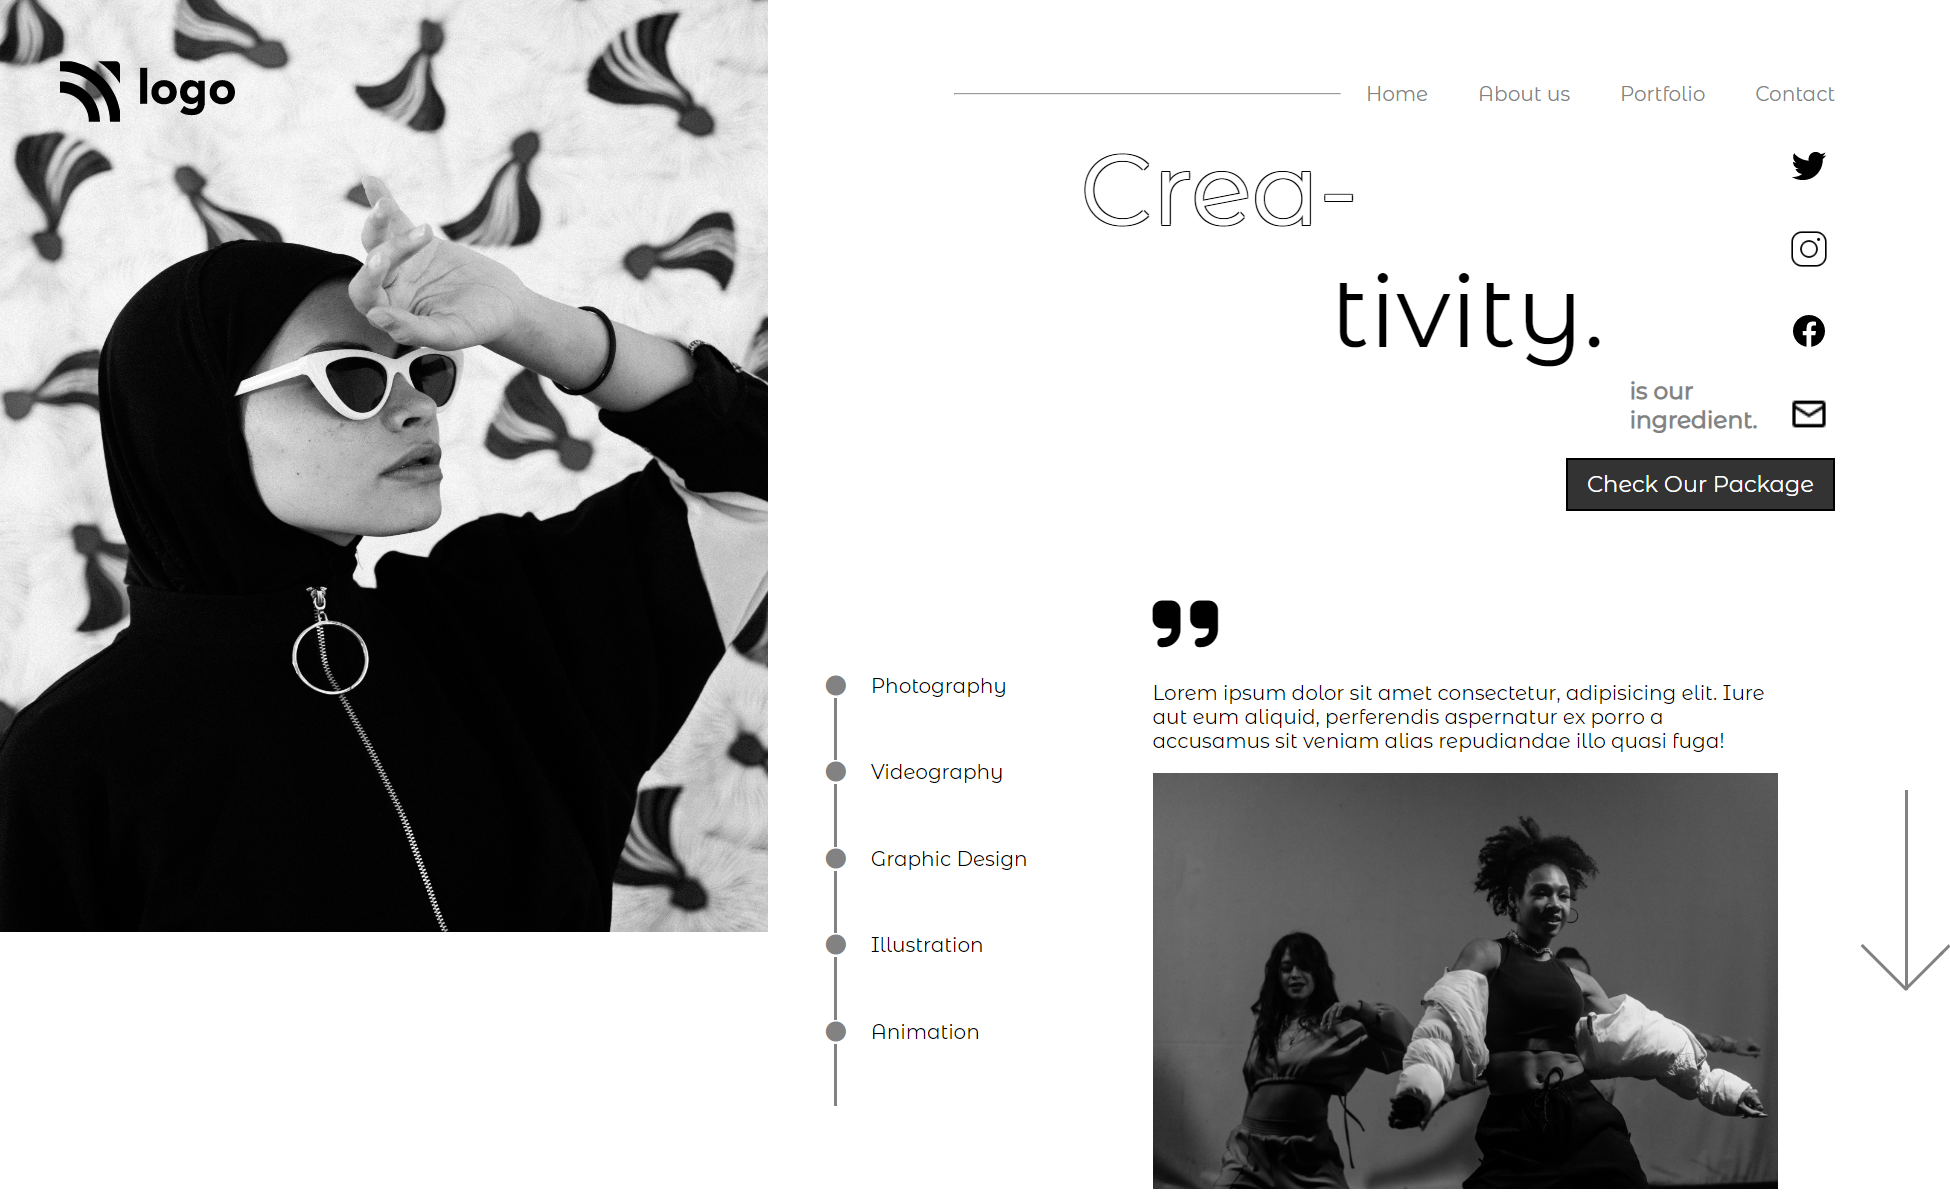 logo
Home About us Portfolio Contact
Crea-
tivity.
is our
ingredient.
Check Our Package
Photography
Videography
Graphic Design
Illustration
Animation
Lorem ipsum dolor sit amet consectetur, adipisicing elit. Iure
aut eum aliquid, perferendis aspernatur ex porro a
accusamus sit veniam alias repudiandae illo quasi fuga!